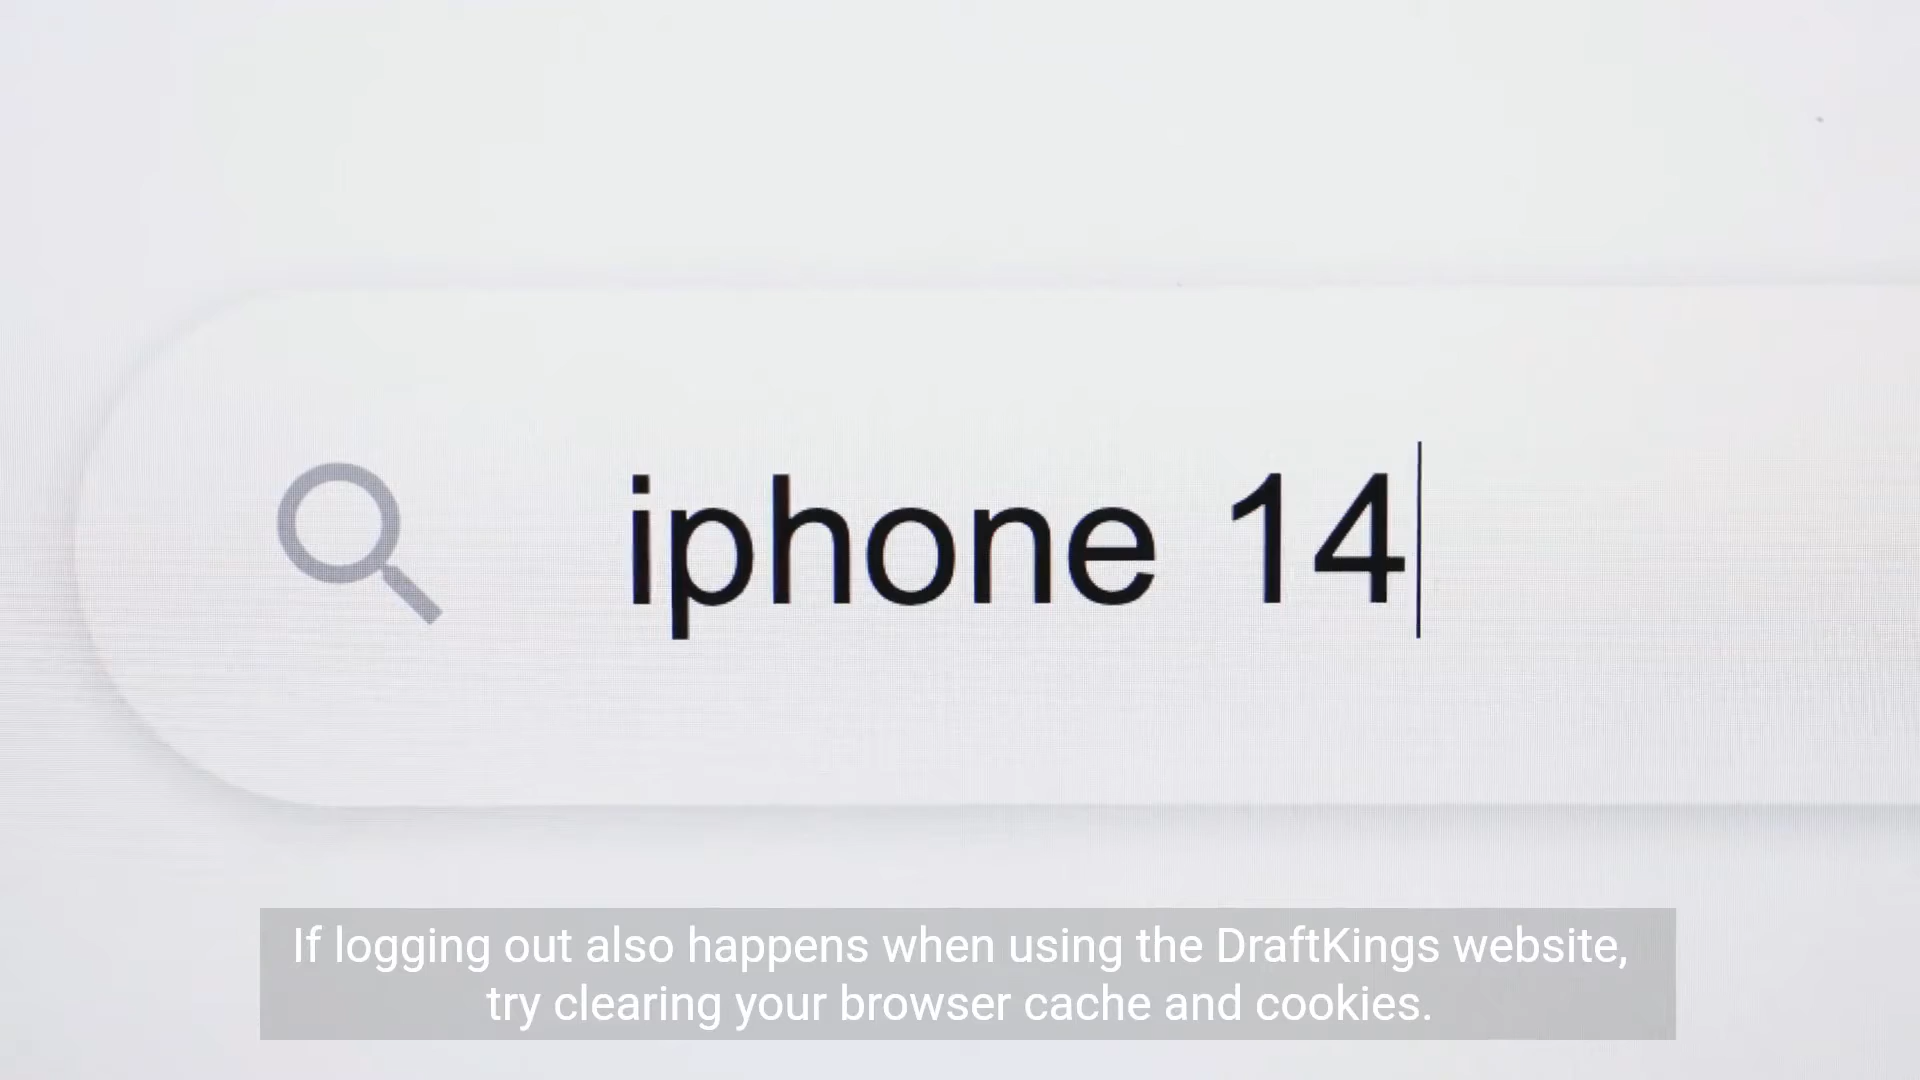 iphone 14
If logging out also happens when using the DraftKings website,
try clearing your browser cache and cookies.